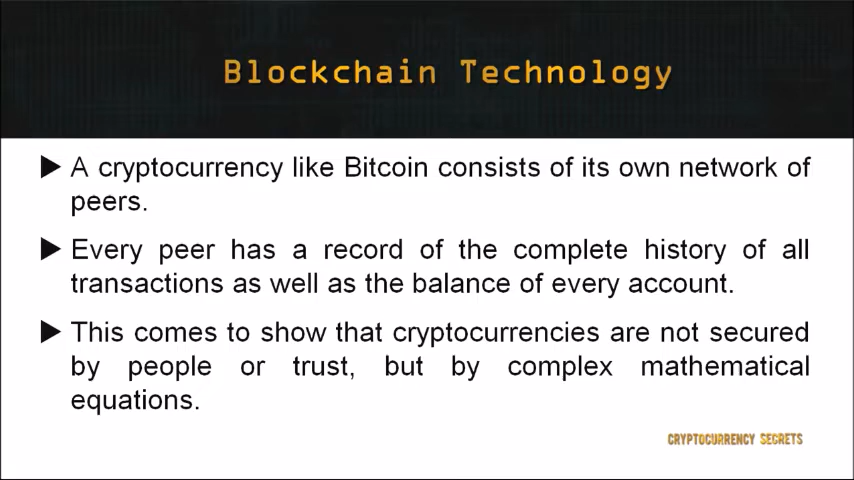 Blockchain Technology
A cryptocurrency like Bitcoin consists of its own network of
peers.
Every peer has a record of the complete history of all
transactions as well as the balance of every account.
This comes to show that cryptocurrencies are not secured
by people or trust, but by complex mathematical
equations.
CRYPTOCURRENCY SECRETS